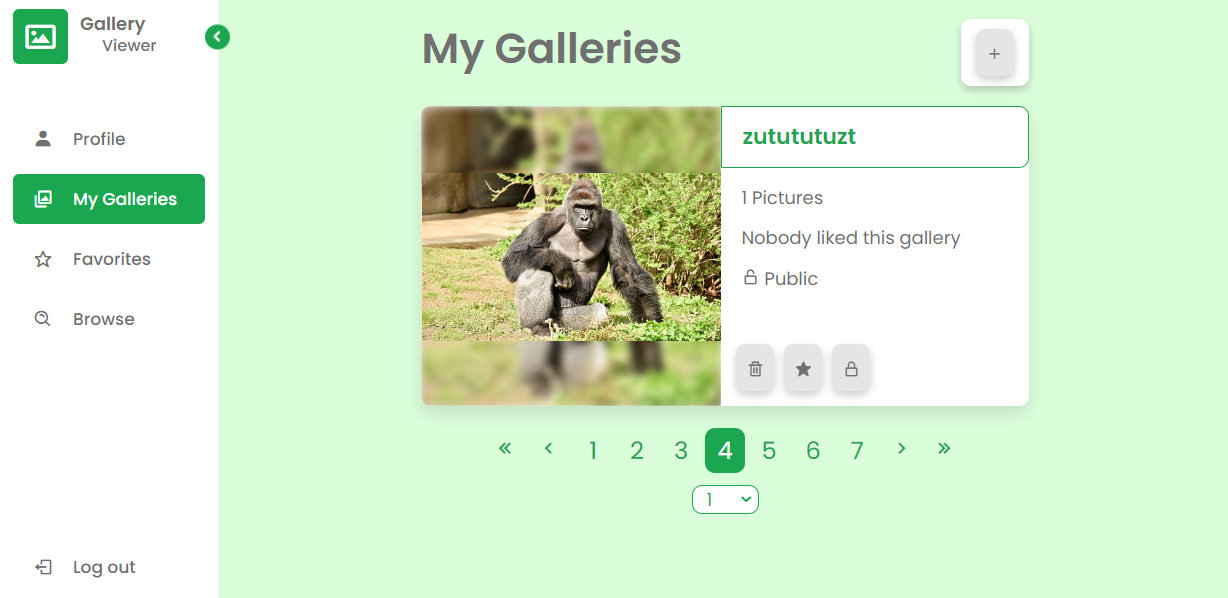 Gallery
Viewer
Profile
My Galleries
Favorites
Browse
Log out
My Galleries
+
zutututuzt
1 Pictures
Nobody liked this gallery
Public
« ‹ 1 2 3 4 5 6 7 › »
1